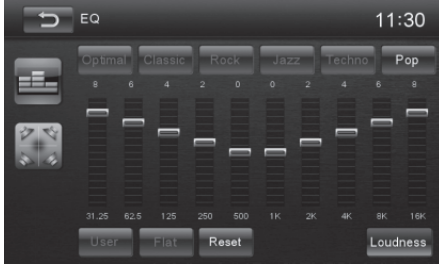 EQ 11:30
Optimal Classic Rock Jazz Techno Pop
8 6 4 2 0 0 2 4 6 8
31.25 62.5 125 250 500 1K 2K 4K 8K 16K
User Flat Reset Loudness